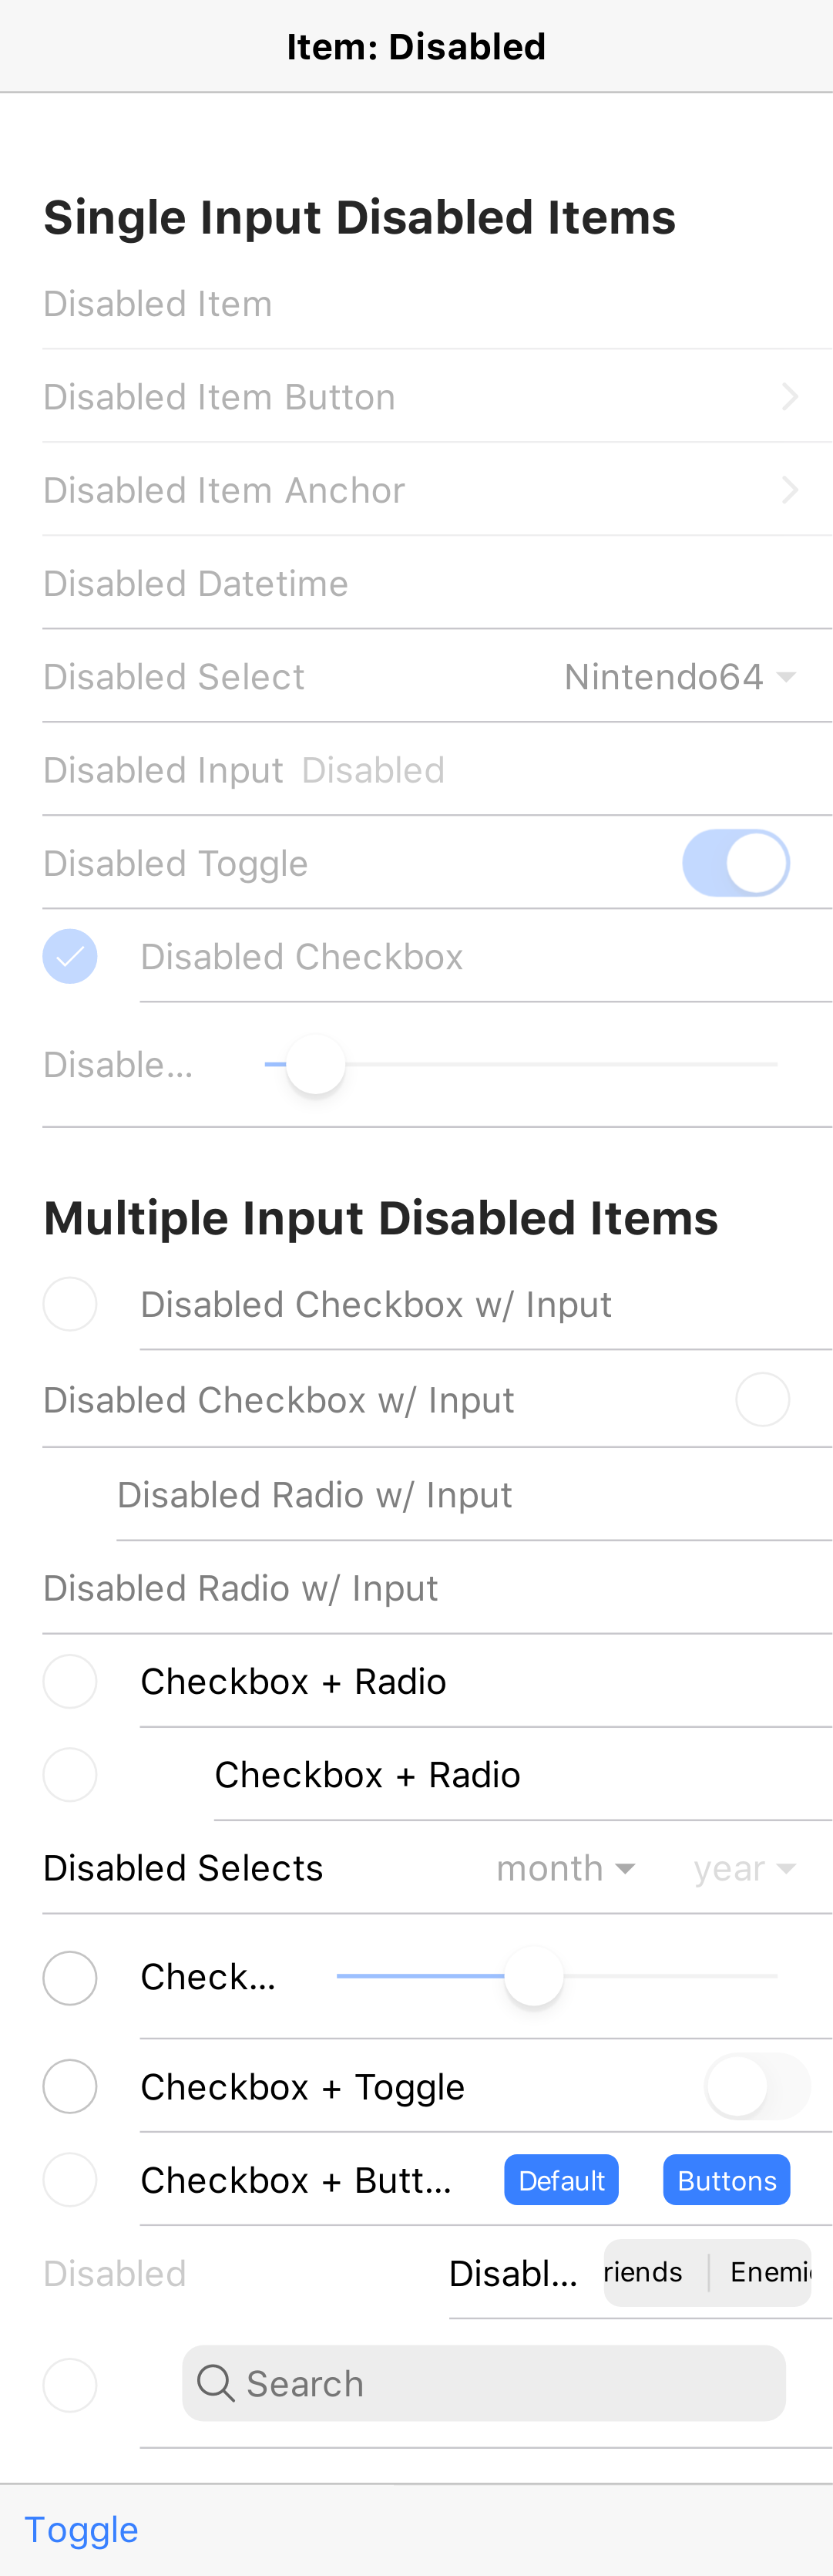 Item: Disabled
Single Input Disabled Items
Disabled Item
Disabled Item Button
Disabled Item Anchor
Disabled Datetime
Disabled Select Nintendo64
Disabled Input Disabled
Disabled Toggle
Disabled Checkbox
Disable...
Multiple Input Disabled Items
Disabled Checkbox w/ Input
Disabled Checkbox w/ Input
Disabled Radio w/ Input
Disabled Radio w/ Input
Checkbox + Radio
Checkbox + Radio
Disabled Selects month year
Check...
Checkbox + Toggle
Checkbox + Butt... Default Buttons
Disabled Disabl... riends Enemi
Search
Toggle